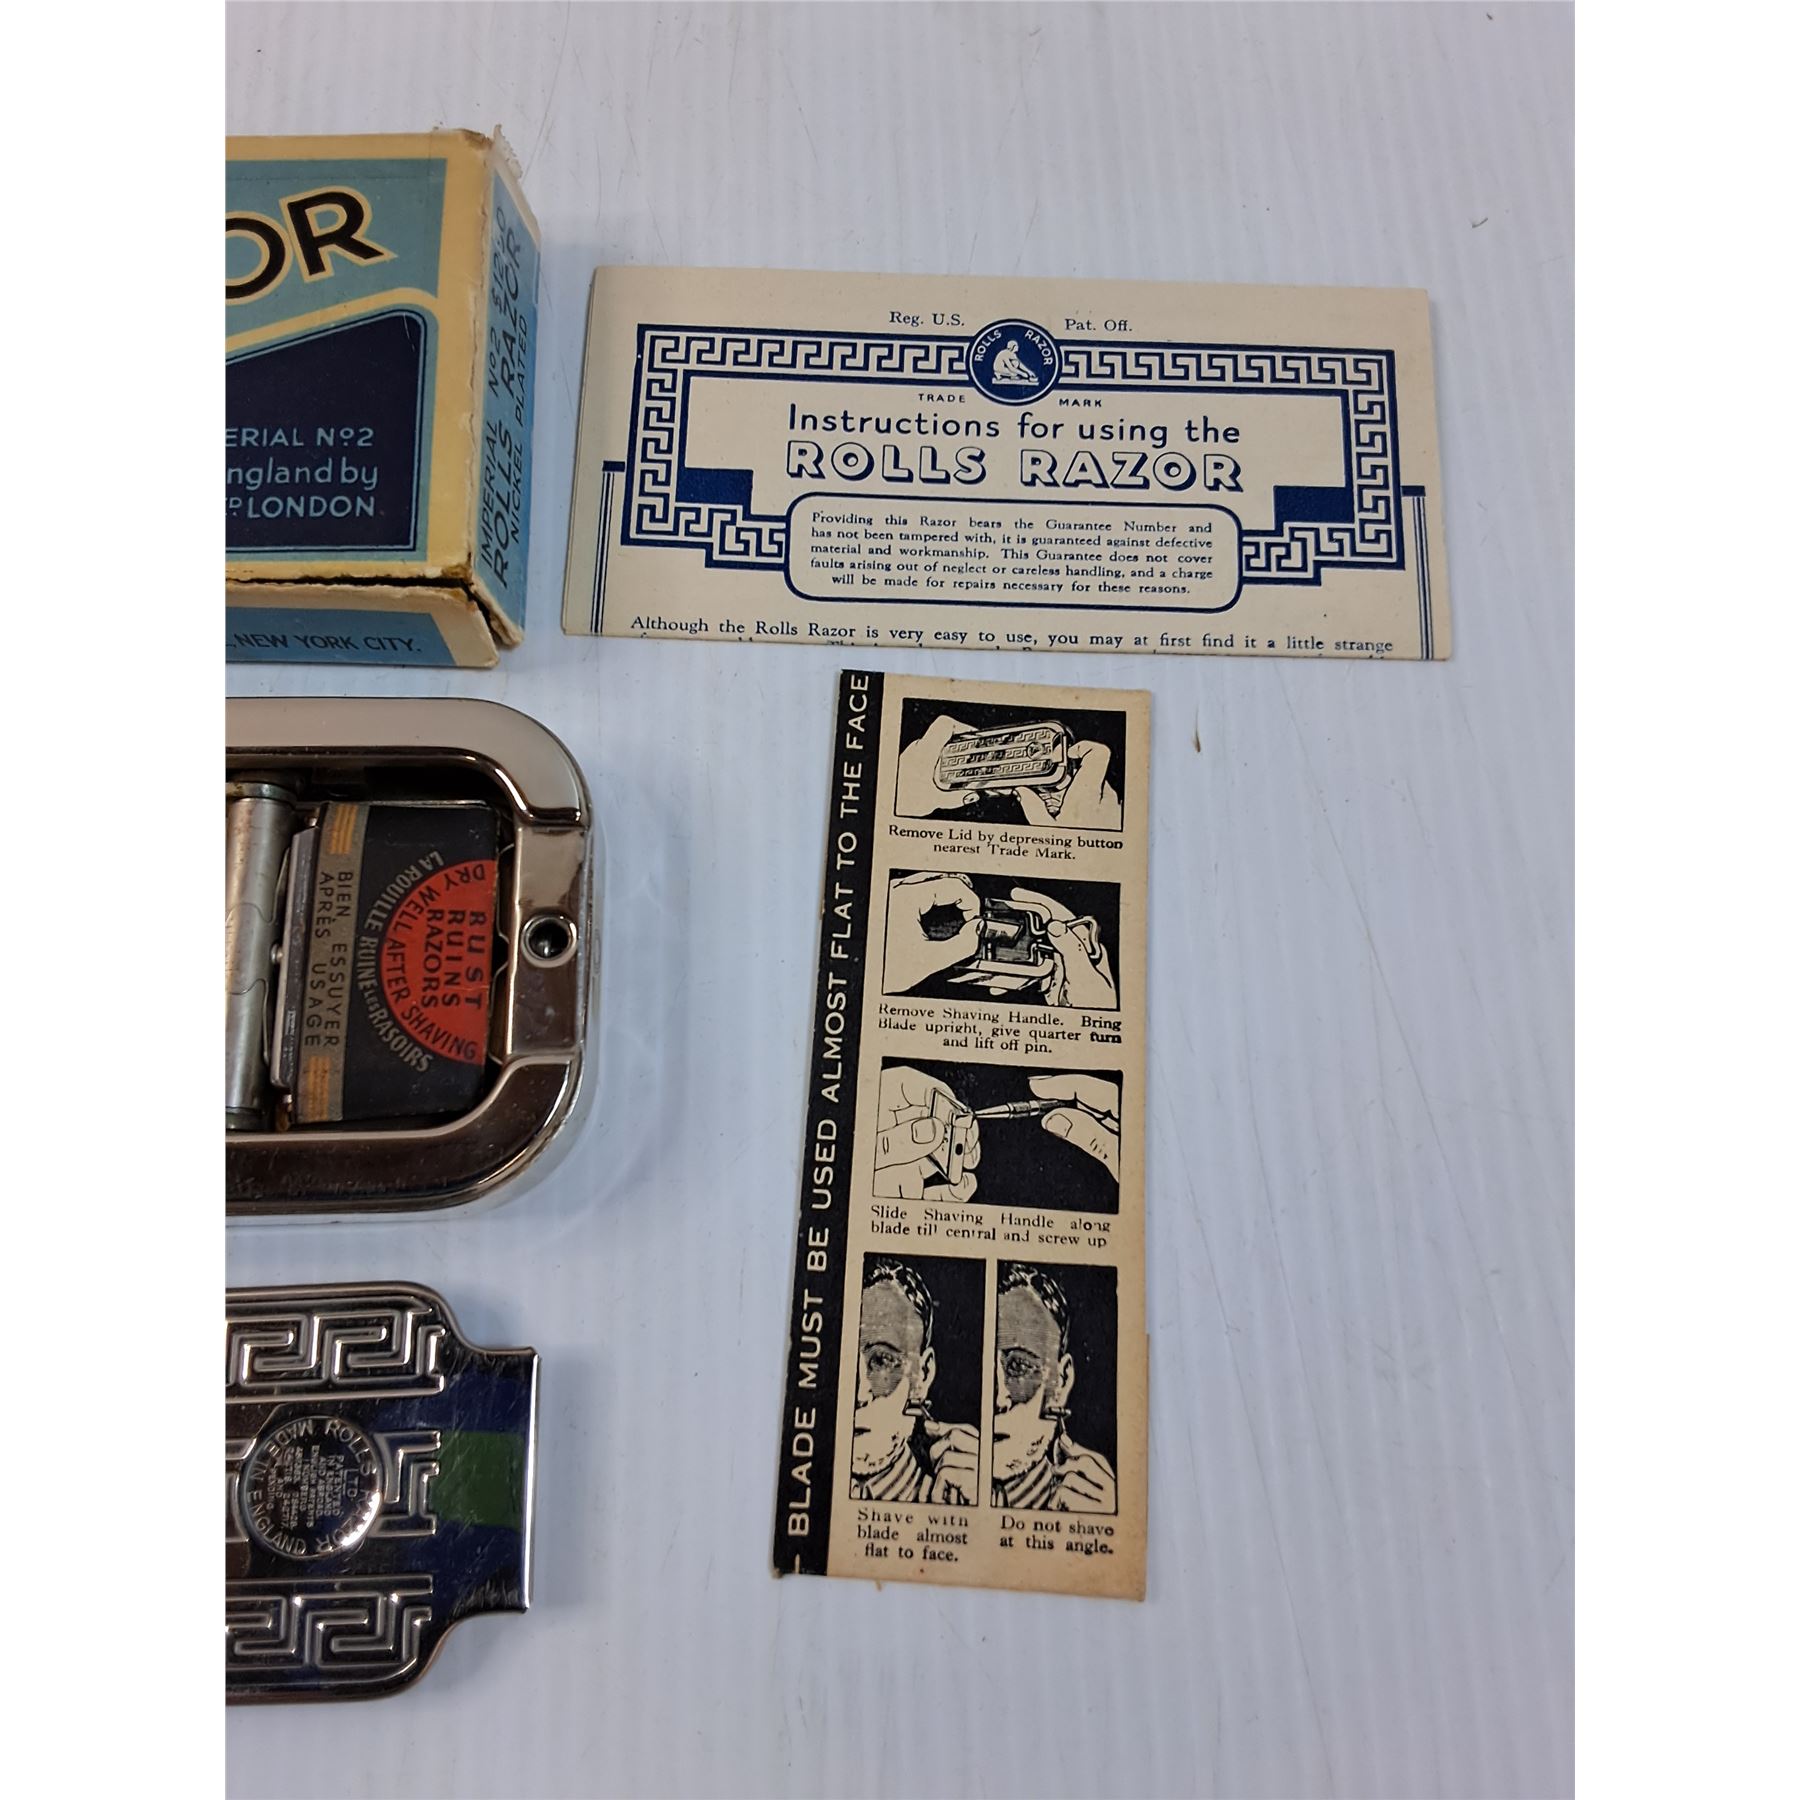 OR
ERIAL Nº2
ngland by
LONDON
NEW YORK CITY.
IMPERIAL Nº2 $12.50
ROLLS RAZOR
NICKEL PLATED
Reg. U.S. Pat. Off.
ROLLS RAZOR
TRADE MARK
Instructions for using the
ROLLS RAZOR
Providing this Razor bears the Guarantee Number and
has not been tampered with, it is guaranteed against defective
material and workmanship. This Guarantee does not cover
faults arising out of neglect or careless handling, and a charge
will be made for repairs necessary for these reasons.
Although the Rolls Razor is very easy to use, you may at first find it a little strange
RUST
RUINS
RAZORS
DRY WELL AFTER SHAVING
LA ROUILLE RUINE LES RASOIRS
BIEN ESSUYER
APRÈS USAGE
BLADE MUST BE USED ALMOST FLAT TO THE FACE
Remove Lid by depressing button
nearest Trade Mark.
Remove Shaving Handle. Bring
Blade upright, give quarter turn
and lift off pin.
Slide Shaving Handle along
blade till central and screw up
Shave with
blade almost
flat to face.
Do not shave
at this angle.
ROLLS RAZOR
LTD
PATENTED
MADE IN ENGLAND